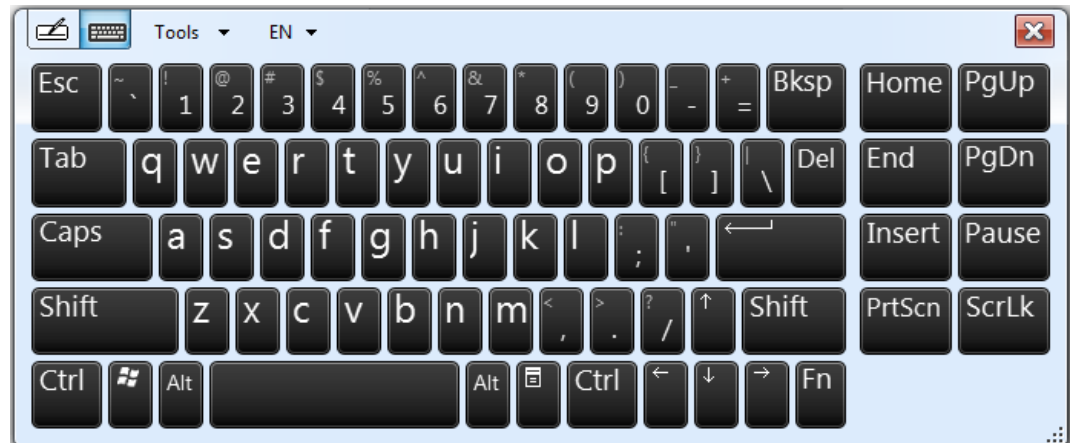 Tools EN
Esc ~ ` ! 1 @ 2 # 3 $ 4 % 5 ^ 6 & 7 * 8 ( 9 ) 0 _ - + = Bksp Home PgUp
Tab q w e r t y u i o p { [ } ] | \ Del End PgDn
Caps a s d f g h j k l : ; " ' Insert Pause
Shift z x c v b n m < , > . ? / ↑ Shift PrtScn ScrLk
Ctrl Alt Alt Ctrl ← ↓ → Fn